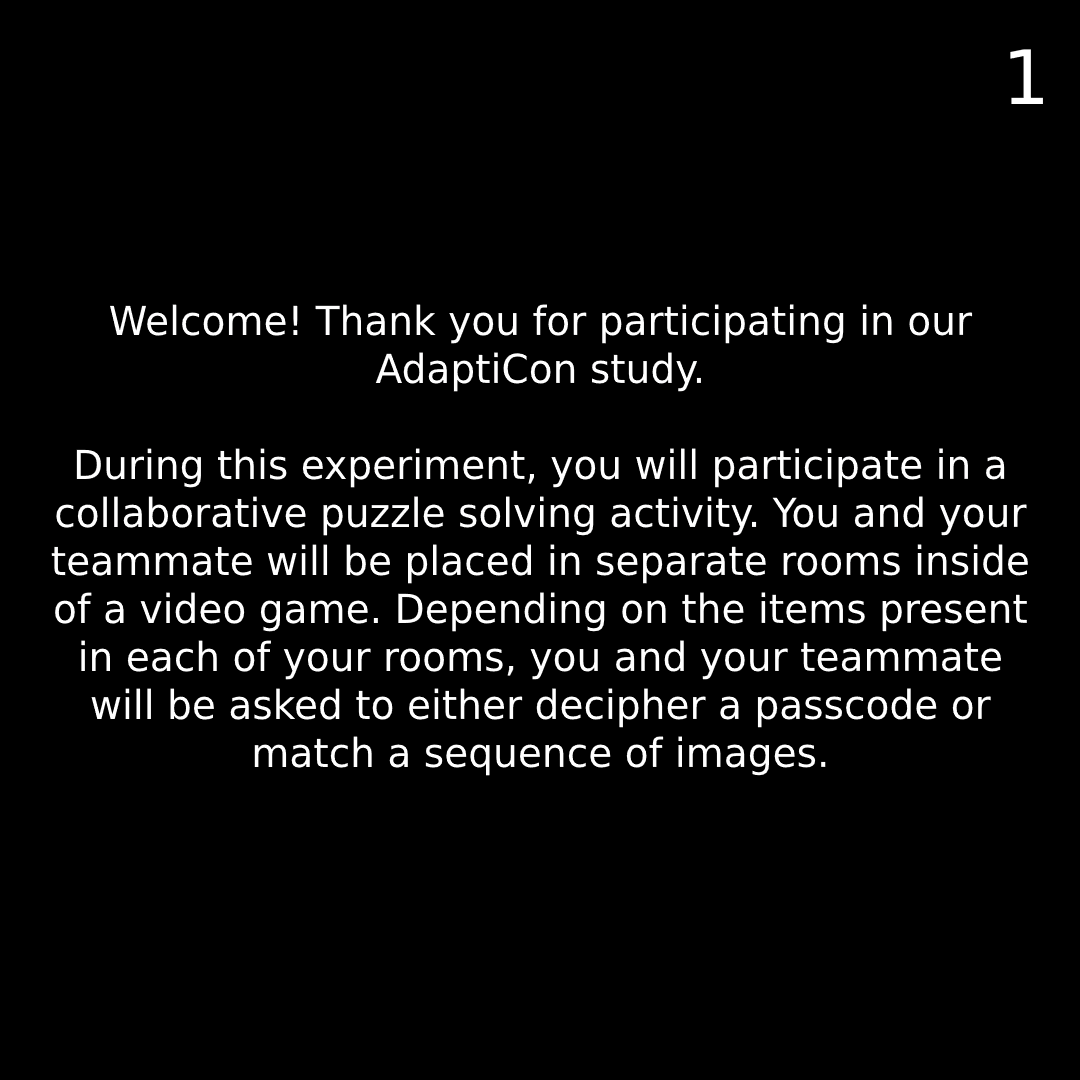 1
Welcome! Thank you for participating in our
AdaptiCon study.
During this experiment, you will participate in a
collaborative puzzle solving activity. You and your
teammate will be placed in separate rooms inside
of a video game. Depending on the items present
in each of your rooms, you and your teammate
will be asked to either decipher a passcode or
match a sequence of images.